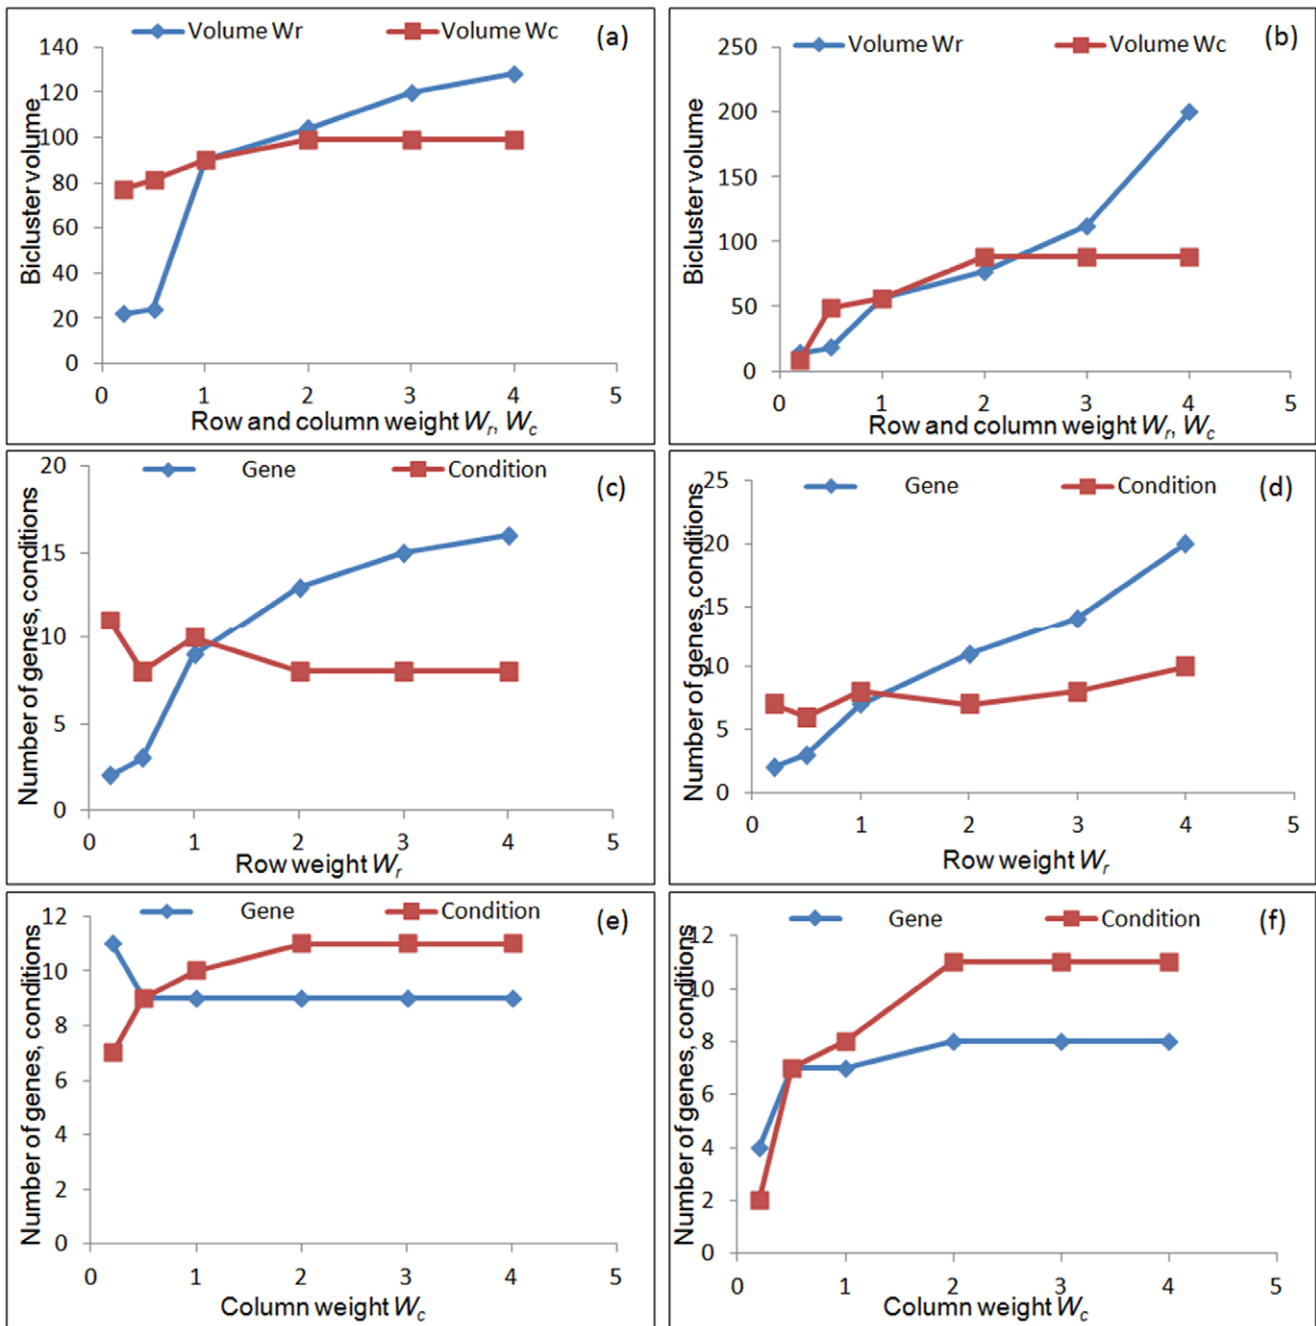 Volume Wr Volume Wc (a)
140
120
100
80
60
40
20
0
0 1 2 3 4 5
Bicluster volume
Row and column weight Wr, Wc
Volume Wr Volume Wc (b)
250
200
150
100
50
0
0 1 2 3 4 5
Bicluster volume
Row and column weight Wr, Wc
Gene Condition (c)
20
15
10
5
0
0 1 2 3 4 5
Number of genes, conditions
Row weight Wr
Gene Condition (d)
25
20
15
10
5
0
0 1 2 3 4 5
Number of genes, conditions
Row weight Wr
Gene Condition (e)
12
10
8
6
4
2
0
0 1 2 3 4 5
Number of genes, conditions
Column weight Wc
Gene Condition (f)
12
10
8
6
4
2
0
0 1 2 3 4 5
Number of genes, conditions
Column weight Wc